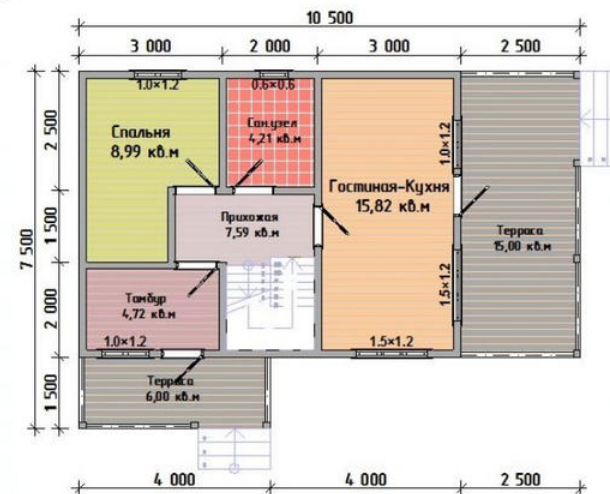 10 500
3 000
2 000
3 000
2 500
1.0×1.2
0.6×0.6
Спальня
8,99 кв.м
Сан.узел
4,21 кв.м
Гостиная-Кухня
15,82 кв.м
1.0×1.2
Прихожая
7,59 кв.м
Терраса
15,00 кв.м
Тамбур
4,72 кв.м
1.0×1.2
1.5×1.2
1.5×1.2
Терраса
6,00 кв.м
2 500
1 500
2 000
1 500
7 500
4 000
4 000
2 500